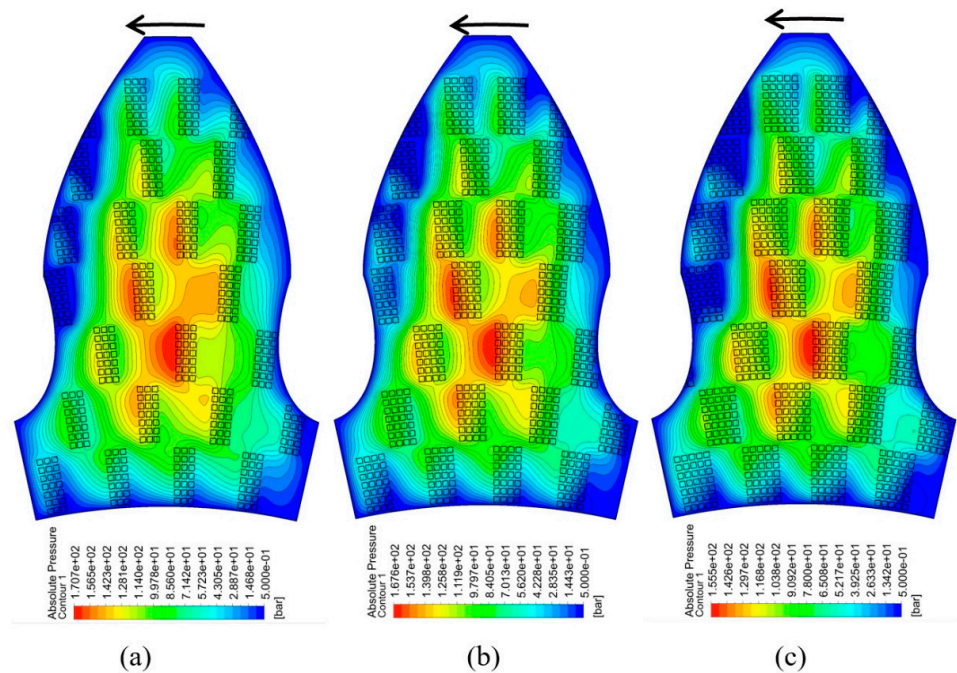 Absolute Pressure
Contour 1
1.707e+02
1.565e+02
1.423e+02
1.281e+02
1.140e+02
9.978e+01
8.560e+01
7.142e+01
5.723e+01
4.305e+01
2.887e+01
1.468e+01
5.000e-01
[bar]
(a)
Absolute Pressure
Contour 1
1.676e+02
1.537e+02
1.398e+02
1.258e+02
1.119e+02
9.797e+01
8.405e+01
7.013e+01
5.620e+01
4.228e+01
2.835e+01
1.443e+01
5.000e-01
[bar]
(b)
Absolute Pressure
Contour 1
1.555e+02
1.426e+02
1.297e+02
1.168e+02
1.038e+02
9.092e+01
7.800e+01
6.508e+01
5.217e+01
3.925e+01
2.633e+01
1.342e+01
5.000e-01
[bar]
(c)